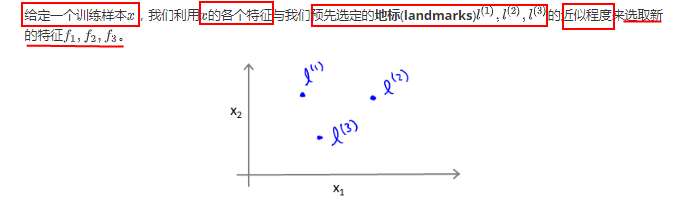 给定一个训练样本x，我们利用x的各个特征与我们预先选定的地标(landmarks)l⁽¹⁾,l⁽²⁾,l⁽³⁾的近似程度来选取新
的特征f₁,f₂,f₃。
l⁽¹⁾
l⁽²⁾
x₂
l⁽³⁾
x₁